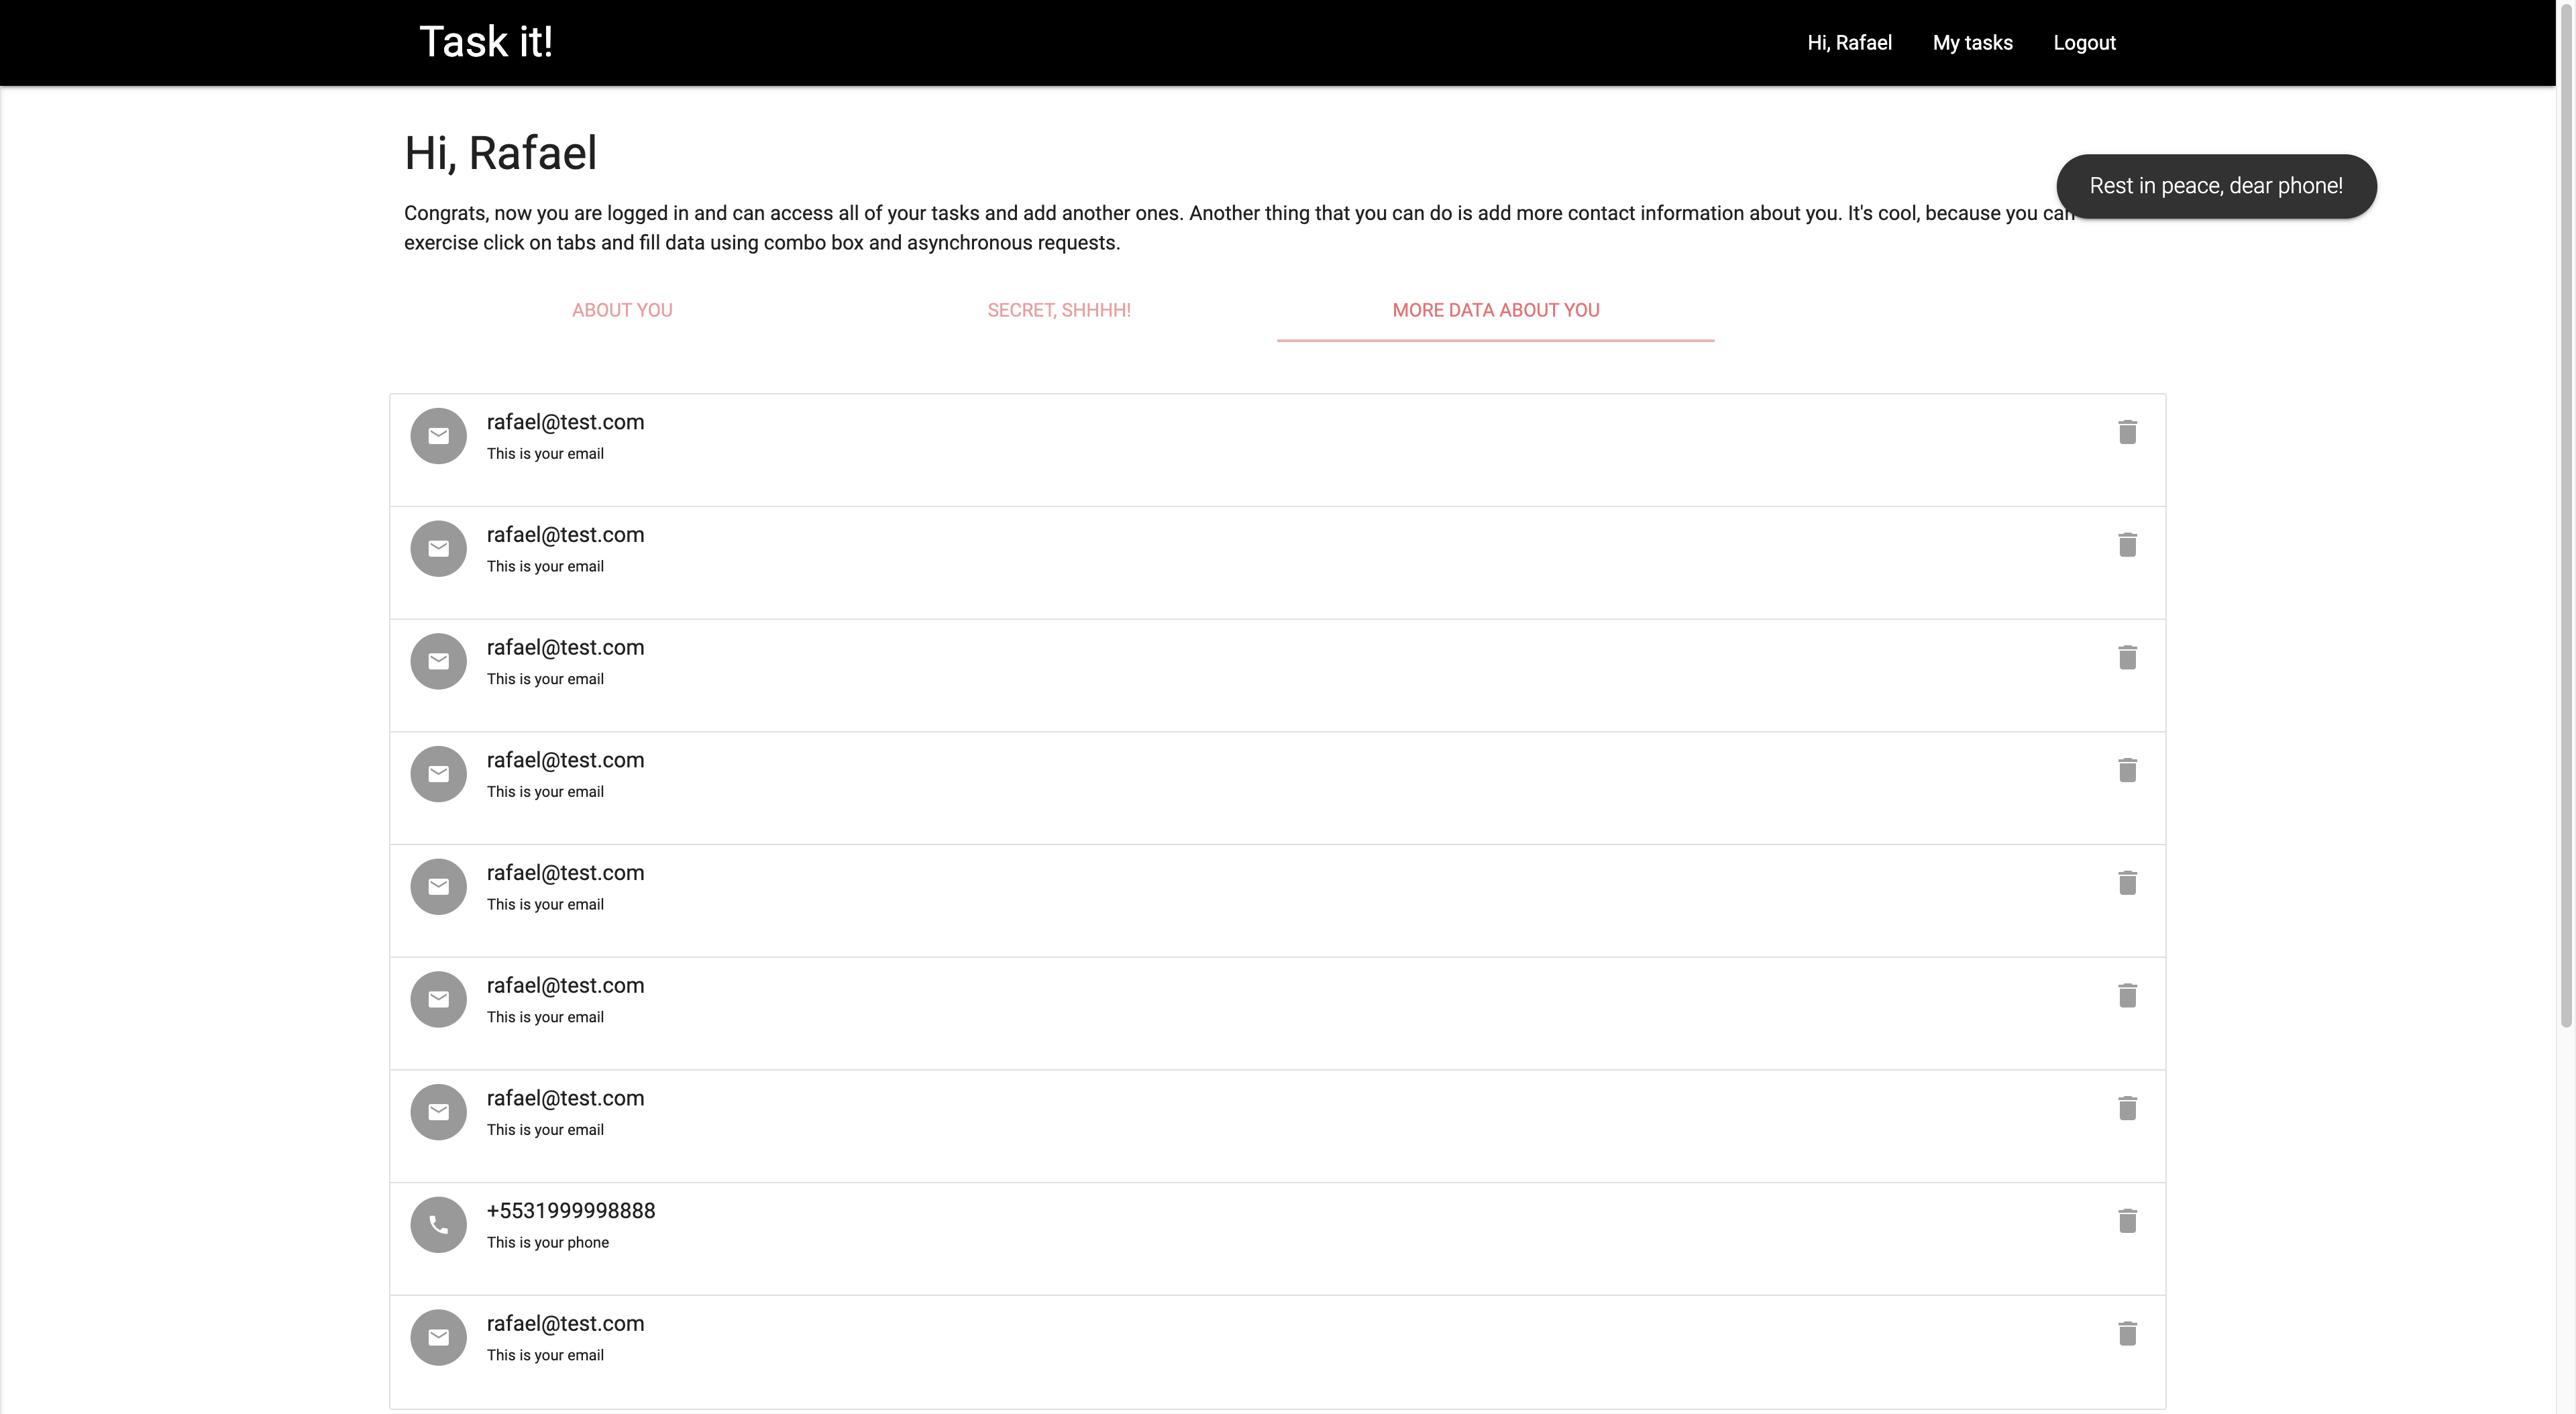 Task it!
Hi, Rafael
My tasks
Logout
Hi, Rafael
Rest in peace, dear phone!
Congrats, now you are logged in and can access all of your tasks and add another ones. Another thing that you can do is add more contact information about you. It's cool, because you can
exercise click on tabs and fill data using combo box and asynchronous requests.
ABOUT YOU
SECRET, SHHHH!
MORE DATA ABOUT YOU
rafael@test.com
This is your email
rafael@test.com
This is your email
rafael@test.com
This is your email
rafael@test.com
This is your email
rafael@test.com
This is your email
rafael@test.com
This is your email
rafael@test.com
This is your email
+5531999998888
This is your phone
rafael@test.com
This is your email